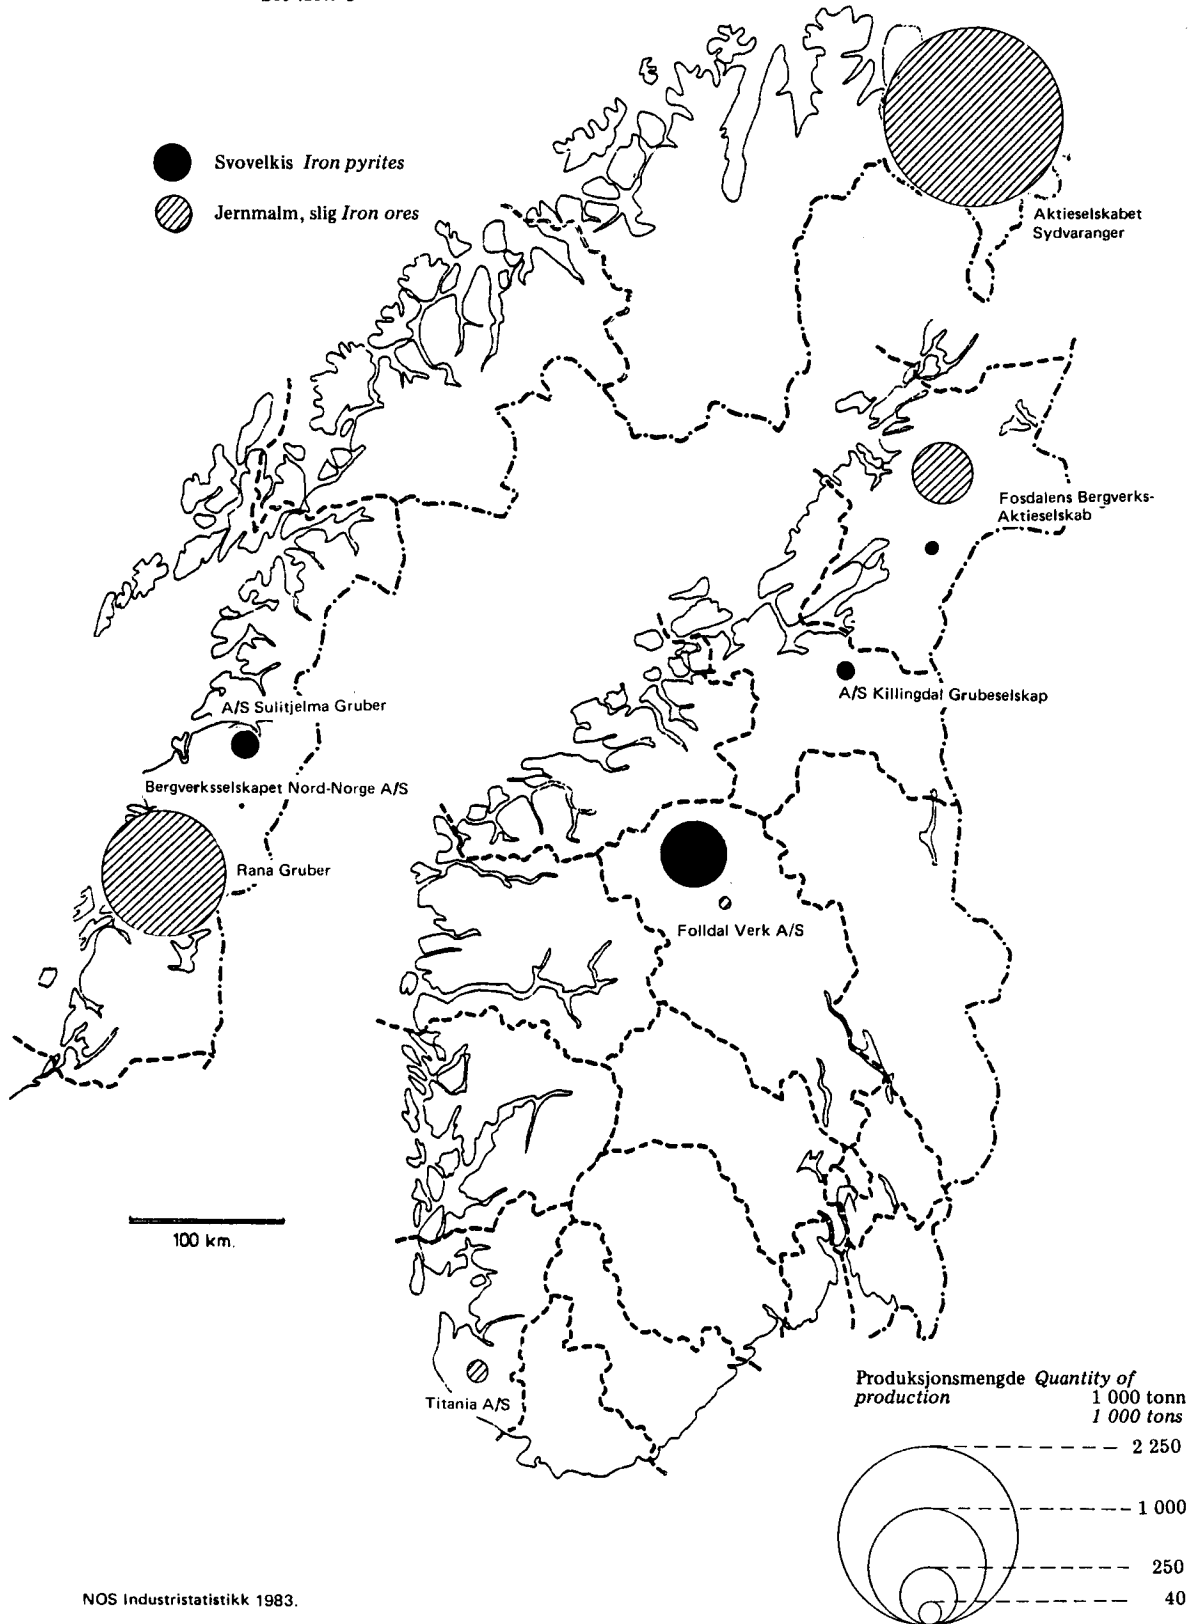 Svovelkis Iron pyrites
Jernmalm, slig Iron ores
Aktieselskabet
Sydvaranger
Fosdalens Bergverks-
Aktieselskab
A/S Killingdal Grubeselskap
A/S Sulitjelma Gruber
Bergverksselskapet Nord-Norge A/S
Rana Gruber
Folldal Verk A/S
100 km.
Titania A/S
Produksjonsmengde Quantity of
production 1 000 tonn
1 000 tons
2 250
1 000
250
40
NOS Industristatistikk 1983.